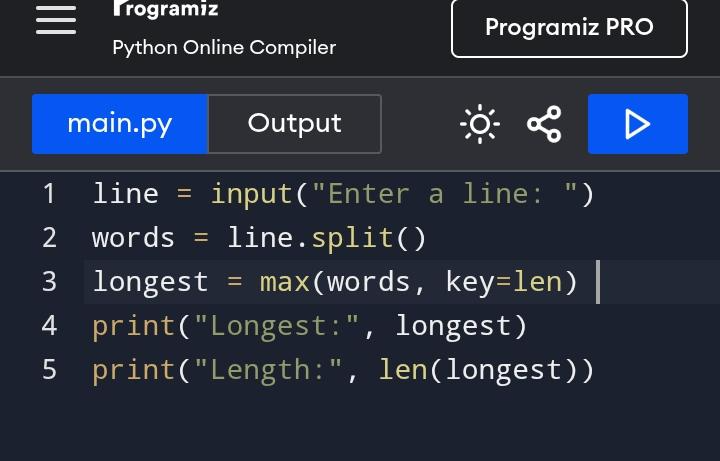 Programiz
Python Online Compiler
Programiz PRO
main.py
Output
1 line = input("Enter a line: ")
2 words = line.split()
3 longest = max(words, key=len)
4 print("Longest:", longest)
5 print("Length:", len(longest))